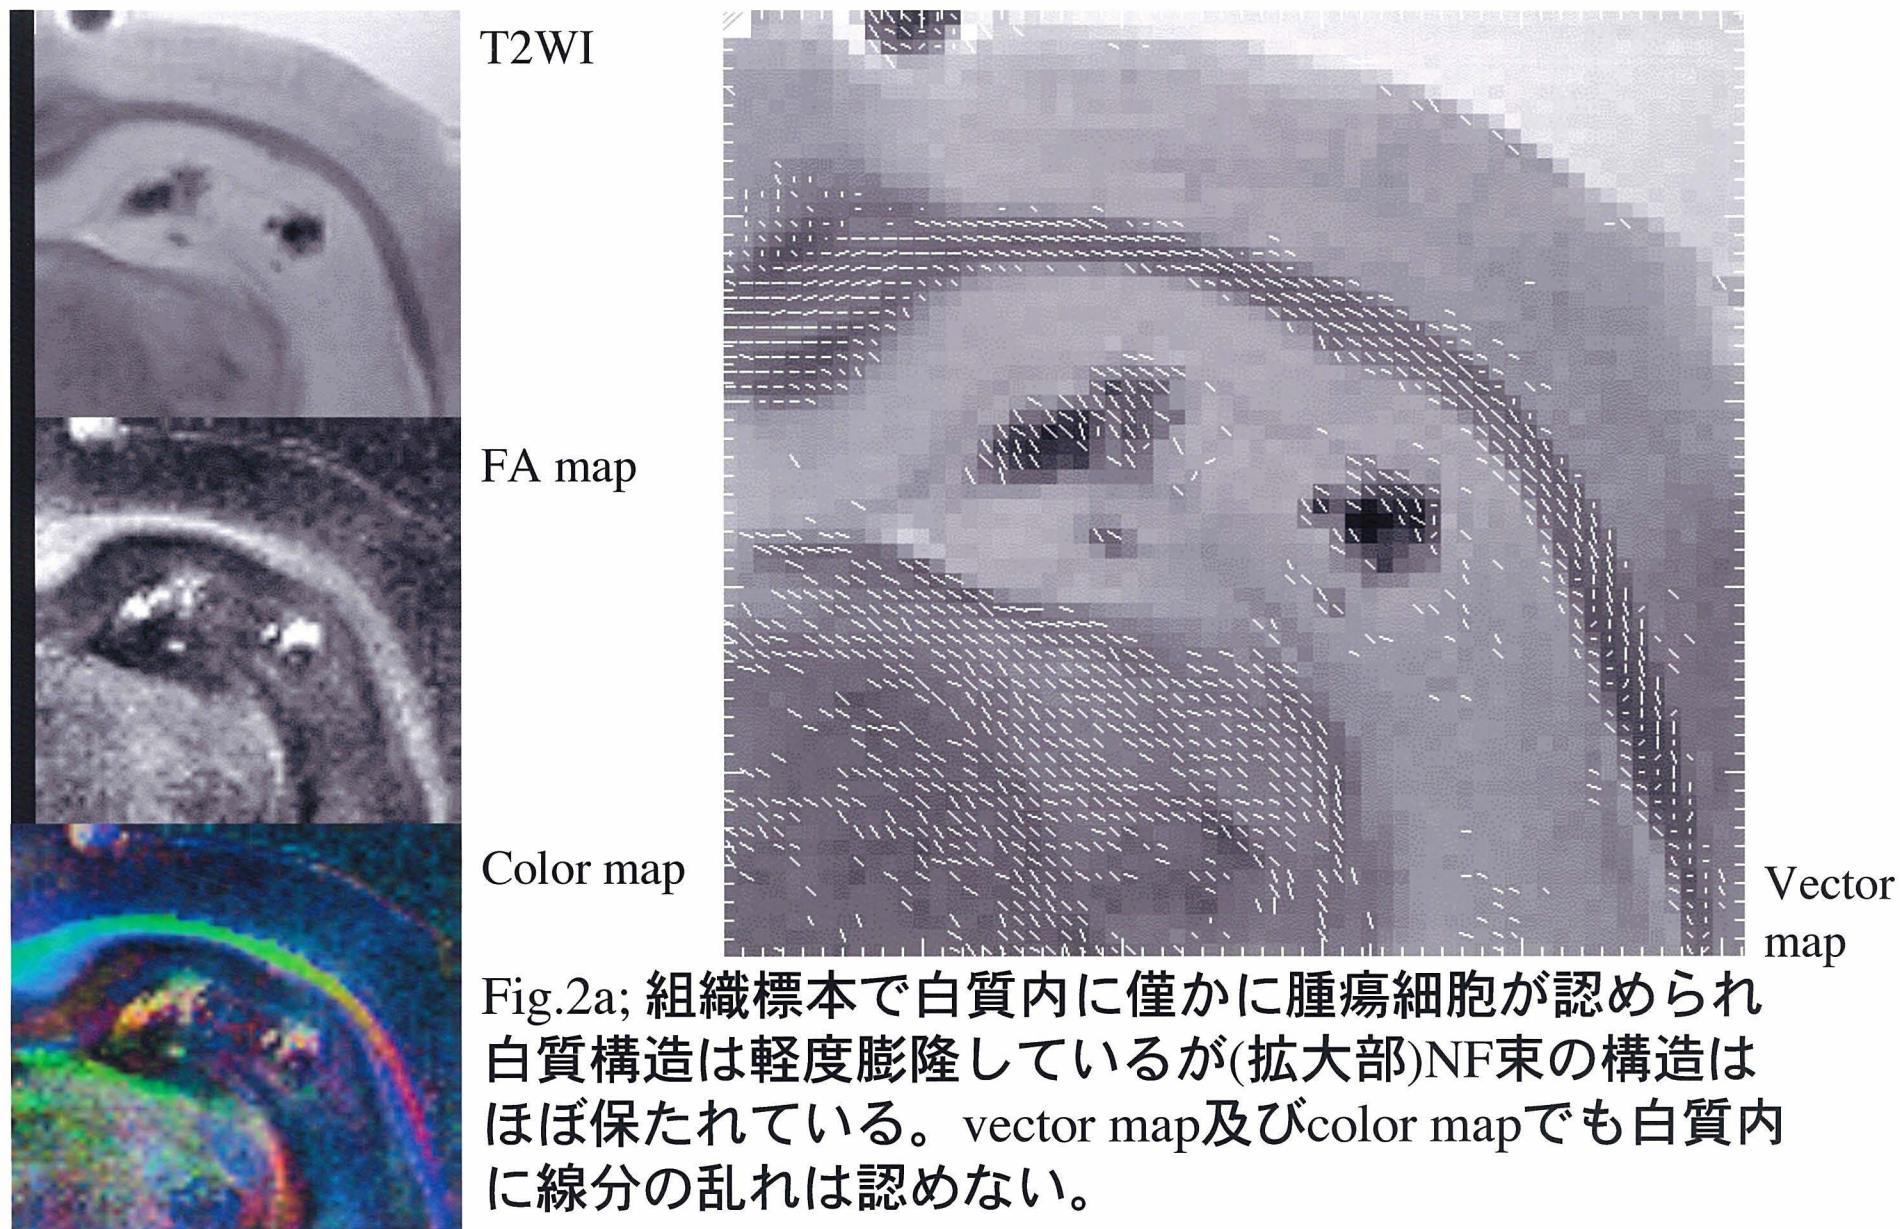 T2WI
FA map
Color map
Vector
map
Fig.2a; 組織標本で白質内に僅かに腫瘍細胞が認められ
白質構造は軽度膨隆しているが(拡大部)NF束の構造は
ほぼ保たれている。vector map及びcolor mapでも白質内
に線分の乱れは認めない。